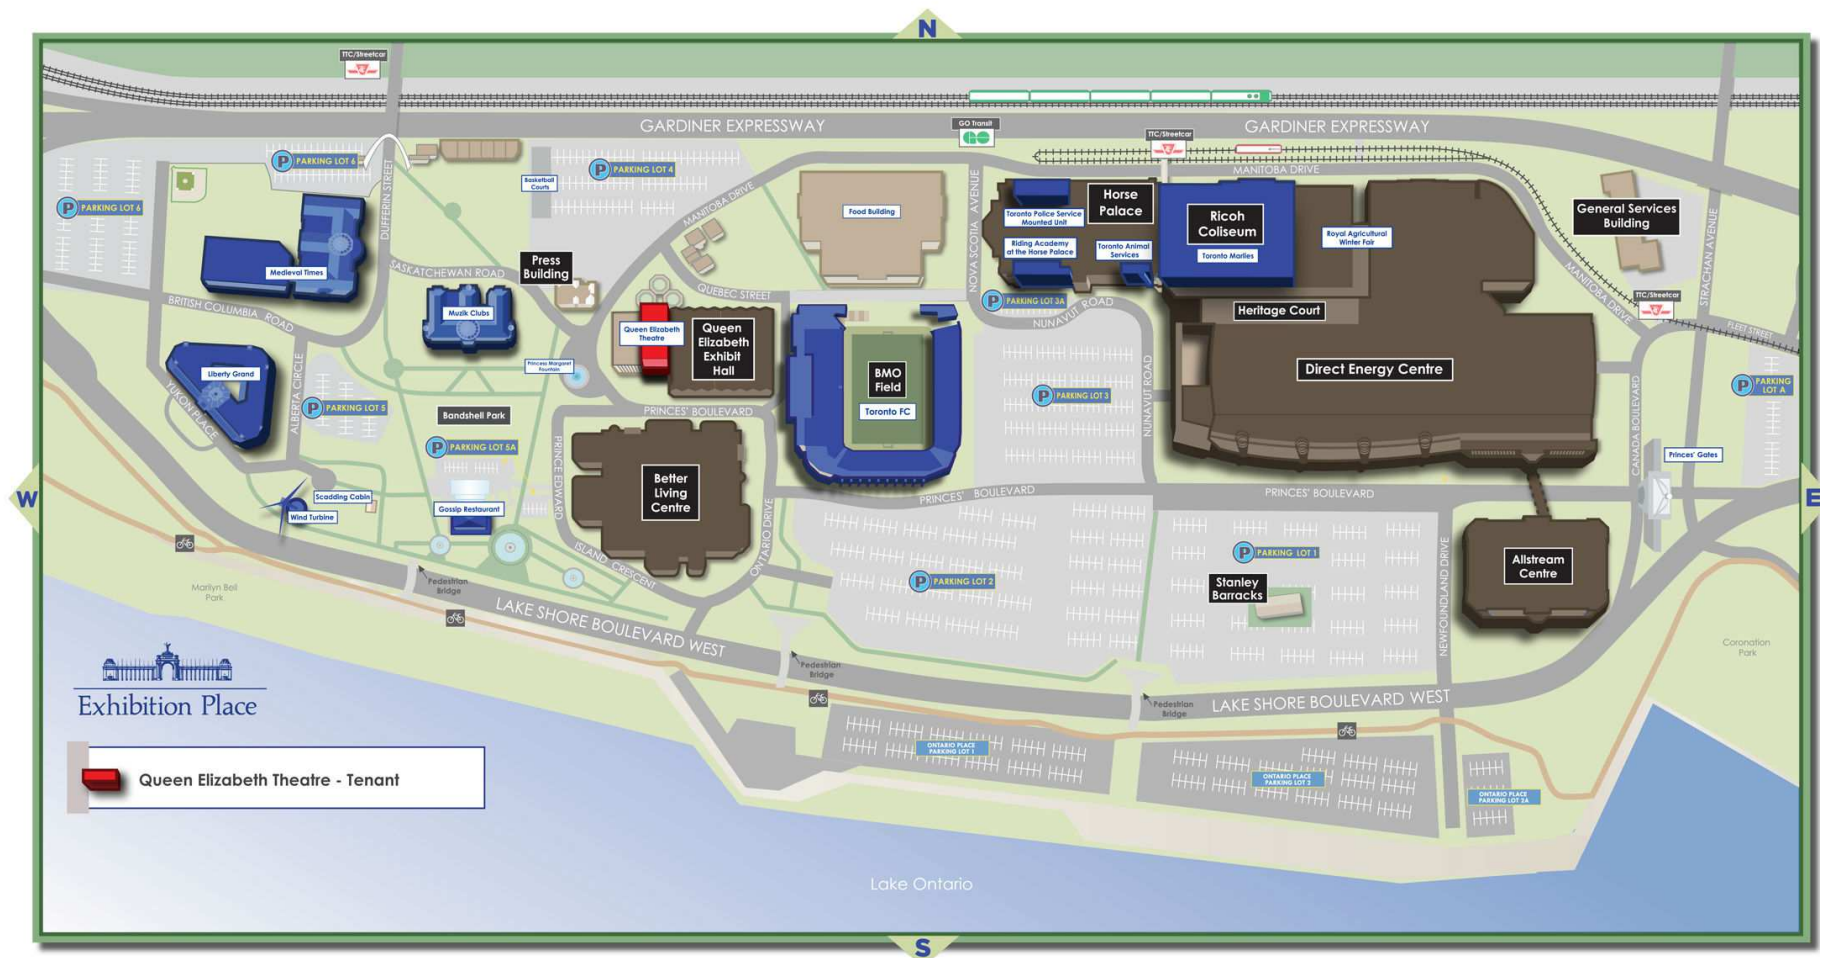 N
TTC/Streetcar
GARDINER EXPRESSWAY
GO Transit
GO
TTC/Streetcar
GARDINER EXPRESSWAY
P PARKING LOT 6
P PARKING LOT 4
Basketball
Courts
MANITOBA DRIVE
MANITOBA DRIVE
P PARKING LOT 6
DUFFERIN STREET
Food Building
NOVA SCOTIA AVENUE
Toronto Police Service
Mounted Unit
Horse
Palace
Ricoh
Coliseum
Toronto Marlies
Royal Agricultural
Winter Fair
General Services
Building
STRACHAN AVENUE
Riding Academy
at the Horse Palace
Toronto Animal
Services
Medieval Times
SASKATCHEWAN ROAD
Press
Building
QUEBEC STREET
MANITOBA DRIVE
TTC/Streetcar
P PARKING LOT 3A
NUNAVUT ROAD
Heritage Court
FLEET STREET
BRITISH COLUMBIA ROAD
Muzik Clubs
Queen Elizabeth
Theatre
Queen
Elizabeth
Exhibit
Hall
BMO
Field
Toronto FC
Direct Energy Centre
Princess Margaret
Fountain
Liberty Grand
YUKON PLACE
ALBERTA CIRCLE
P PARKING LOT 5
P PARKING LOT 3
NUNAVUT ROAD
P PARKING
LOT A
CANADA BOULEVARD
Bandshell Park
PRINCES' BOULEVARD
P PARKING LOT 5A
PRINCE EDWARD
ISLAND CRESCENT
Better
Living
Centre
ONTARIO DRIVE
Princes' Gates
W
E
Scadding Cabin
Wind Turbine
Gossip Restaurant
PRINCES' BOULEVARD
PRINCES' BOULEVARD
P PARKING LOT 1
P PARKING LOT 2
Stanley
Barracks
NEWFOUNDLAND DRIVE
Allstream
Centre
Marilyn Bell
Park
Pedestrian
Bridge
LAKE SHORE BOULEVARD WEST
Pedestrian
Bridge
Pedestrian
Bridge
LAKE SHORE BOULEVARD WEST
Coronation
Park
Exhibition Place
ONTARIO PLACE
PARKING LOT 1
ONTARIO PLACE
PARKING LOT 2
ONTARIO PLACE
PARKING LOT 2A
Queen Elizabeth Theatre - Tenant
Lake Ontario
S